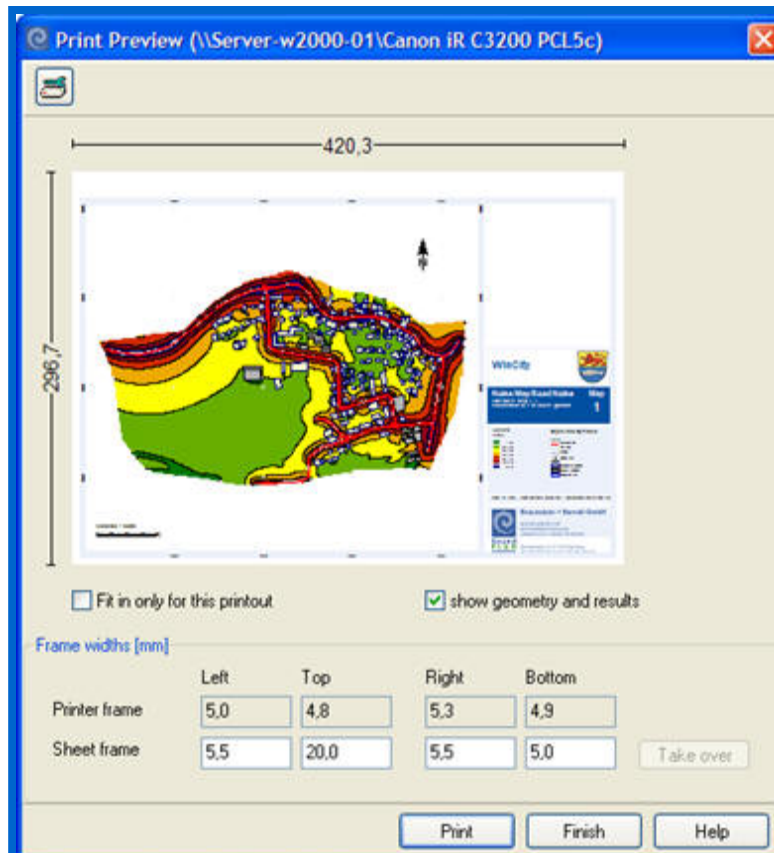 Print Preview (\\Server-w2000-01\Canon iR C3200 PCL5c)
420,3
296,7
WinCity
Map
1
Fit in only for this printout
show geometry and results
Frame widths [mm]
Left Top Right Bottom
Printer frame 5,0 4,8 5,3 4,9
Sheet frame 5,5 20,0 5,5 5,0 Take over
Print Finish Help